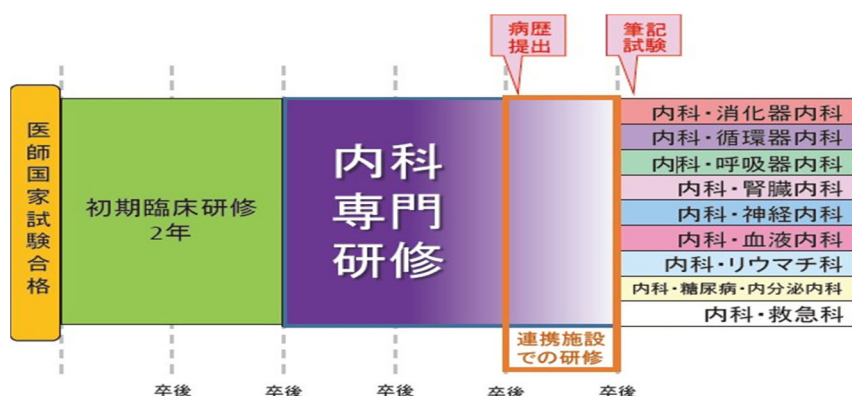 病歴
提出
筆記
試験
医師国家試験合格
初期臨床研修
2年
内科
専門
研修
連携施設
での研修
内科・消化器内科
内科・循環器内科
内科・呼吸器内科
内科・腎臓内科
内科・神経内科
内科・血液内科
内科・リウマチ科
内科・糖尿病・内分泌内科
内科・救急科
卒後
卒後
卒後
卒後
卒後